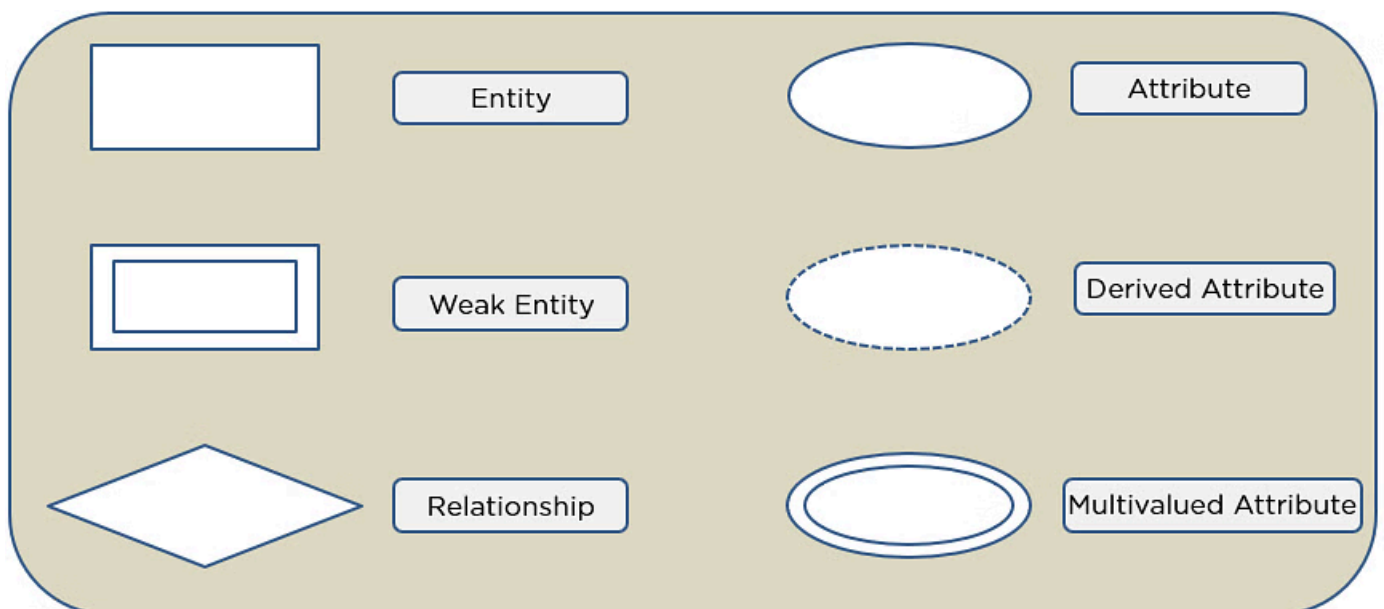 Entity
Attribute
Weak Entity
Derived Attribute
Relationship
Multivalued Attribute